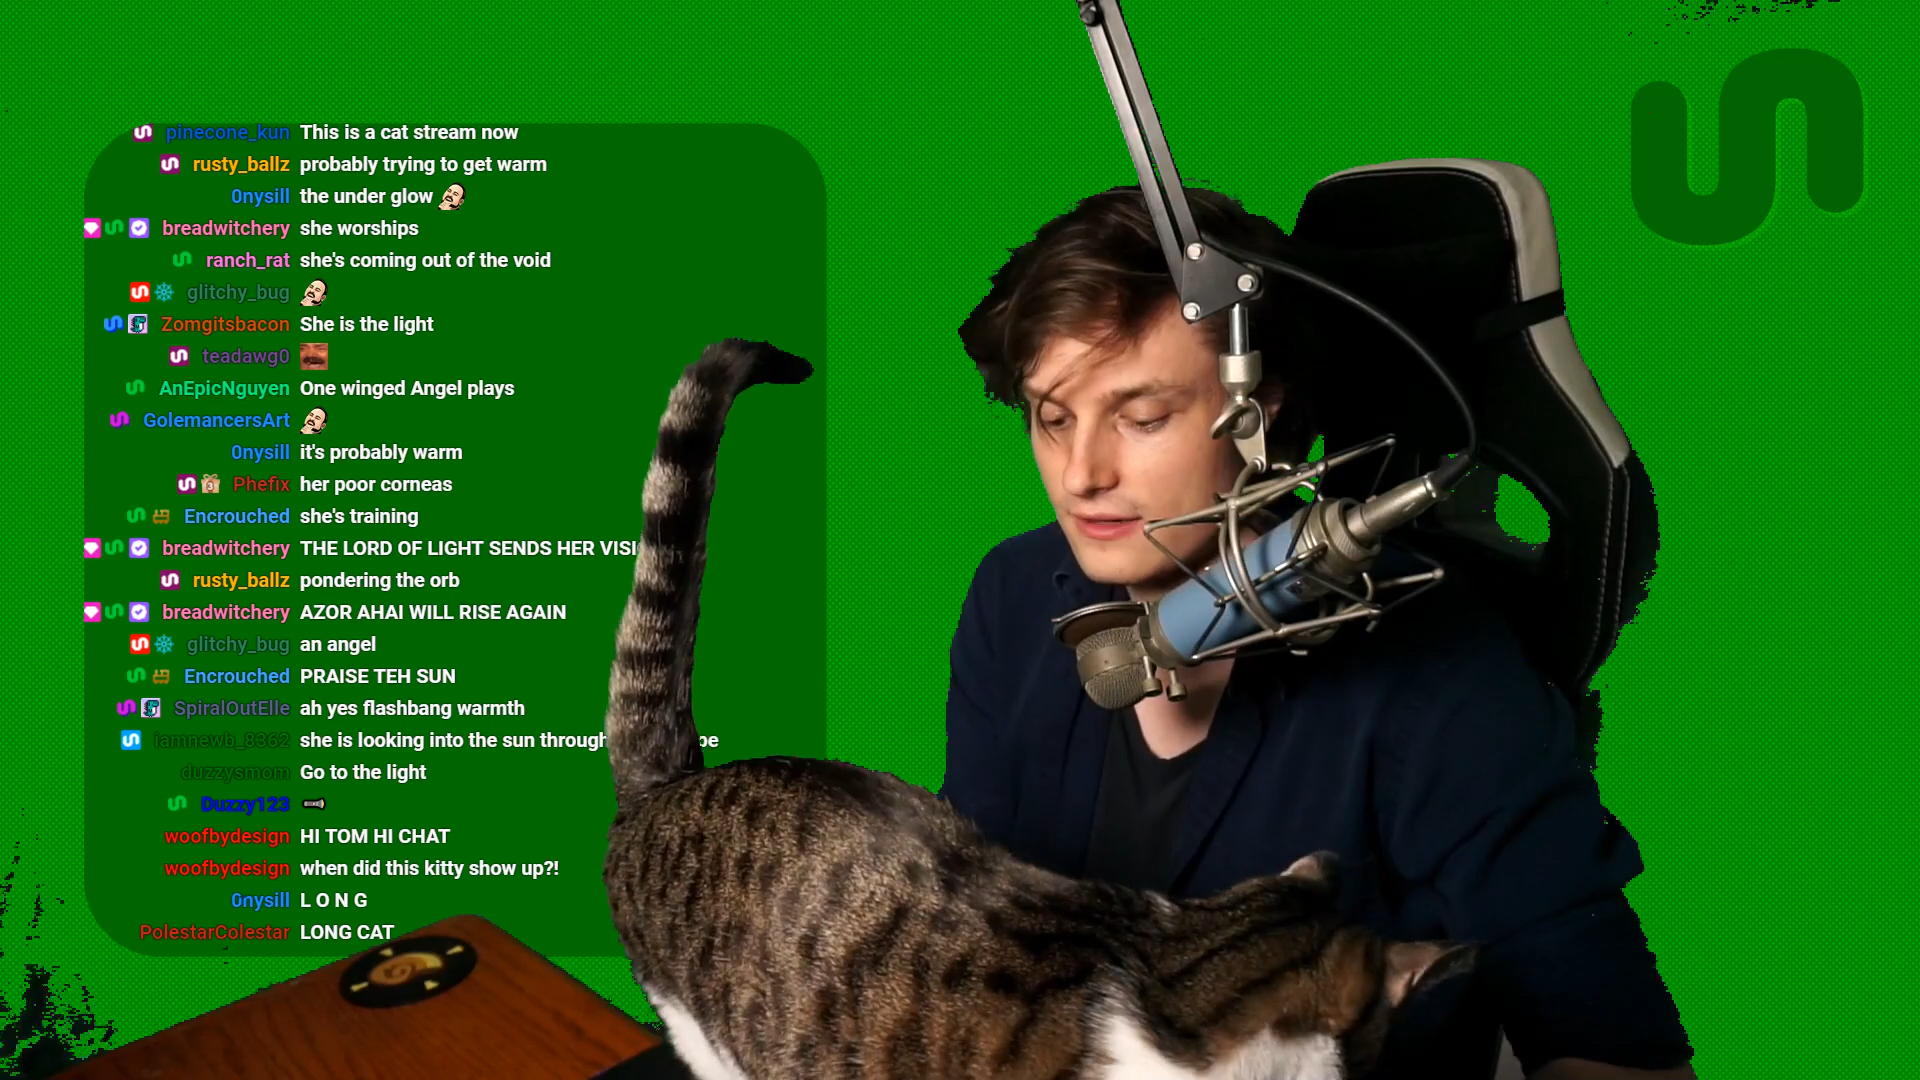 pinecone_kun This is a cat stream now
rusty_ballz probably trying to get warm
0nysill the under glow
breadwitchery she worships
ranch_rat she's coming out of the void
glitchy_bug
Zomgitsbacon She is the light
teadawg0
AnEpicNguyen One winged Angel plays
GolemancersArt
0nysill it's probably warm
Phefix her poor corneas
Encrouched she's training
breadwitchery THE LORD OF LIGHT SENDS HER
rusty_ballz pondering the orb
breadwitchery AZOR AHAI WILL RISE AGAIN
glitchy_bug an angel
Encrouched PRAISE TEH SUN
SpiralOutElle ah yes flashbang warmth
iamnewb_8362 she is looking into the sun through
duzzysmom Go to the light
Duzzy123
woofbydesign HI TOM HI CHAT
woofbydesign when did this kitty show up?!
0nysill L O N G
PolestarColestar LONG CAT